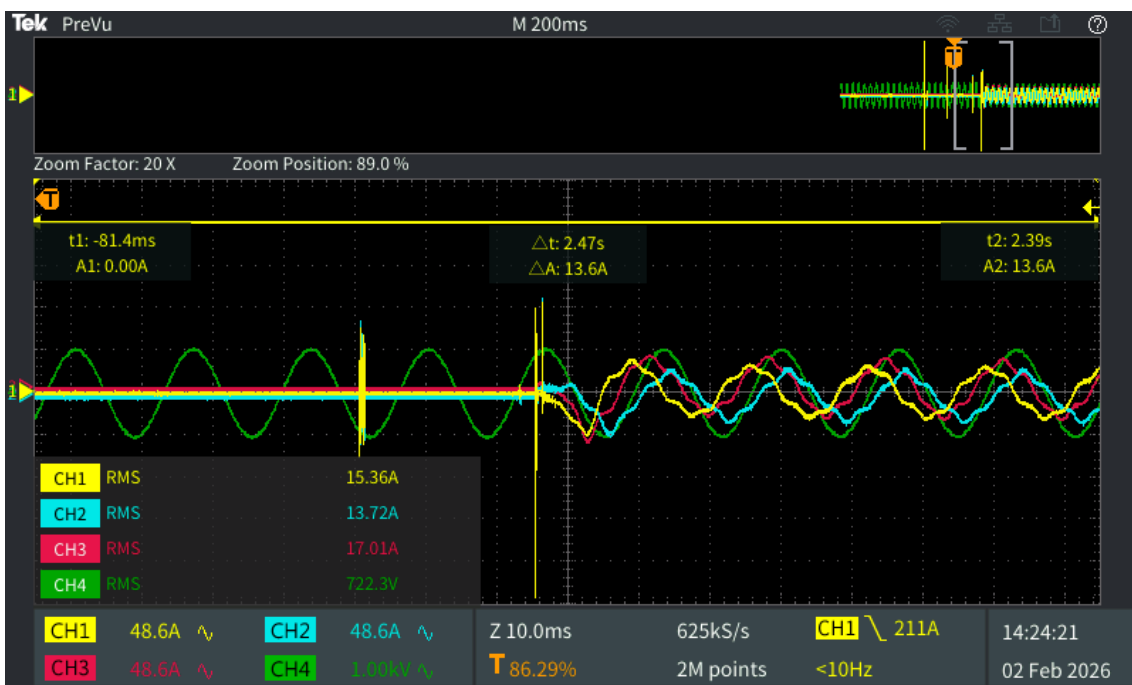 Tek PreVu M 200ms
T
1
Zoom Factor: 20 X Zoom Position: 89.0 %
T
t1: -81.4ms △t: 2.47s t2: 2.39s
A1: 0.00A △A: 13.6A A2: 13.6A
1
CH1 RMS 15.36A
CH2 RMS 13.72A
CH3 RMS 17.01A
CH4 RMS 722.3V
CH1 48.6A CH2 48.6A Z 10.0ms 625kS/s CH1 211A 14:24:21
CH3 48.6A CH4 1.00kV T 86.29% 2M points <10Hz 02 Feb 2026